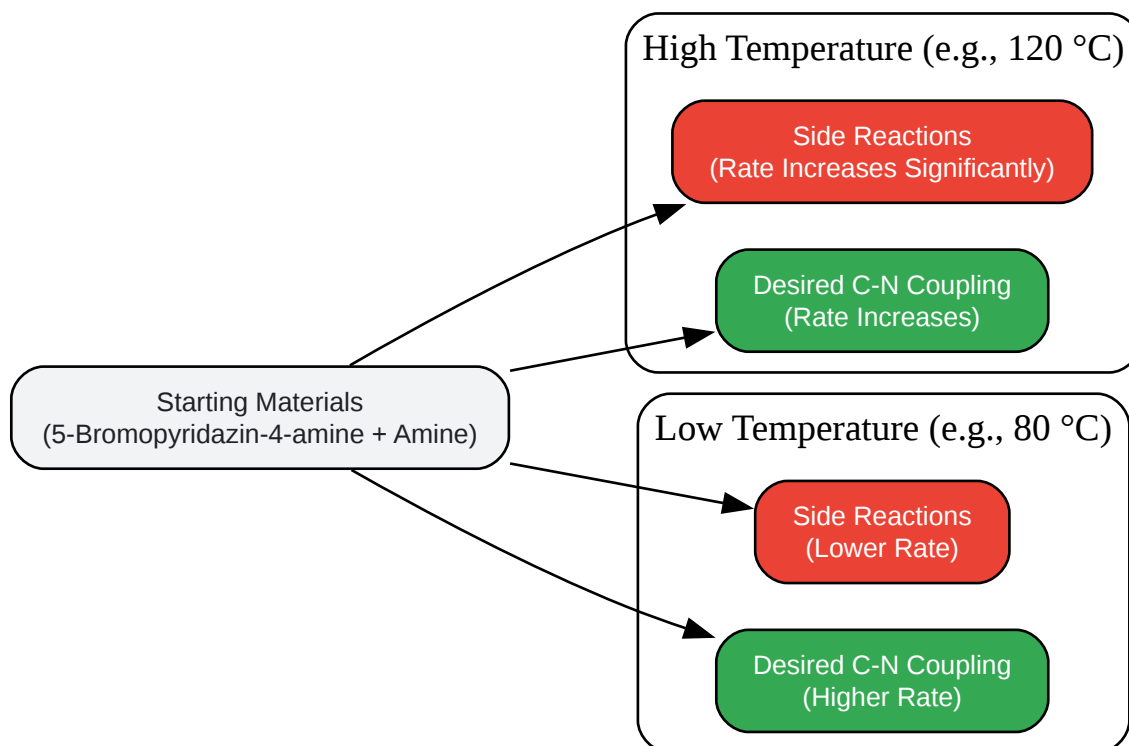 High Temperature (e.g., 120 °C)
Side Reactions
(Rate Increases Significantly)
Desired C-N Coupling
(Rate Increases)
Starting Materials
(5-Bromopyridazin-4-amine + Amine)
Low Temperature (e.g., 80 °C)
Side Reactions
(Lower Rate)
Desired C-N Coupling
(Higher Rate)